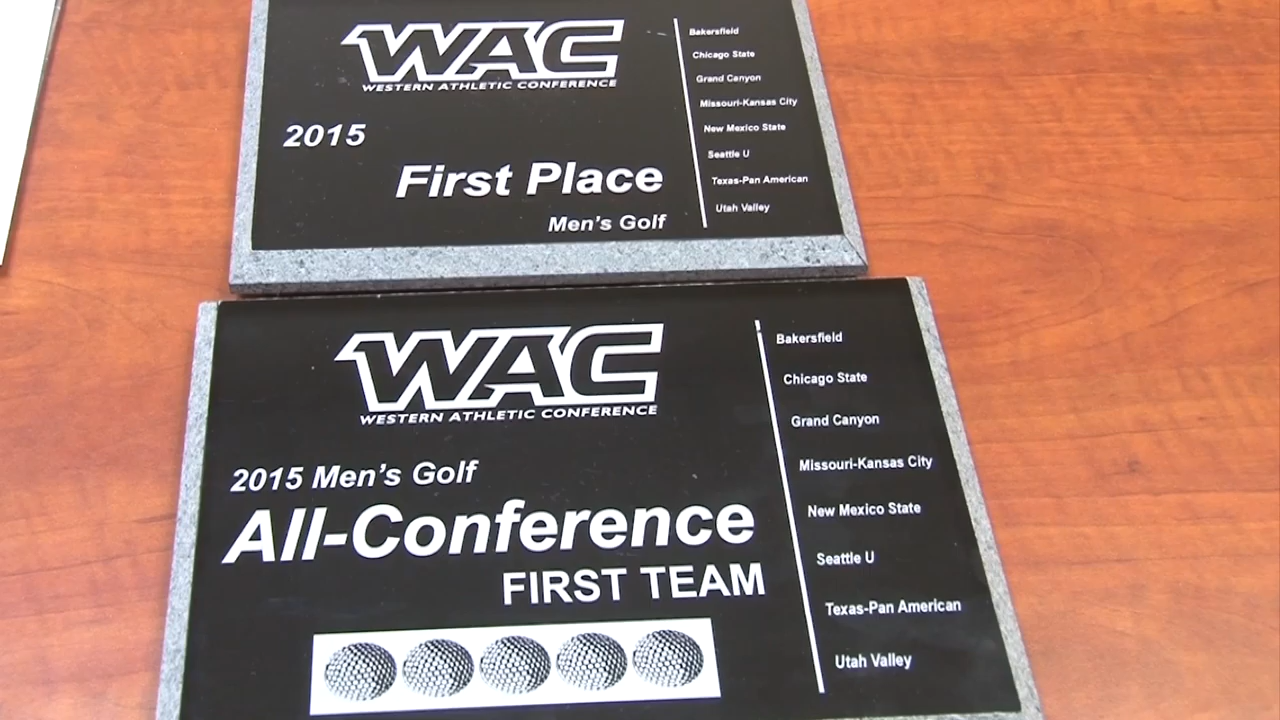 WAC
WESTERN ATHLETIC CONFERENCE
2015
First Place
Men's Golf
Bakersfield
Chicago State
Grand Canyon
Missouri-Kansas City
New Mexico State
Seattle U
Texas-Pan American
Utah Valley
WAC
WESTERN ATHLETIC CONFERENCE
2015 Men's Golf
All-Conference
FIRST TEAM
Bakersfield
Chicago State
Grand Canyon
Missouri-Kansas City
New Mexico State
Seattle U
Texas-Pan American
Utah Valley